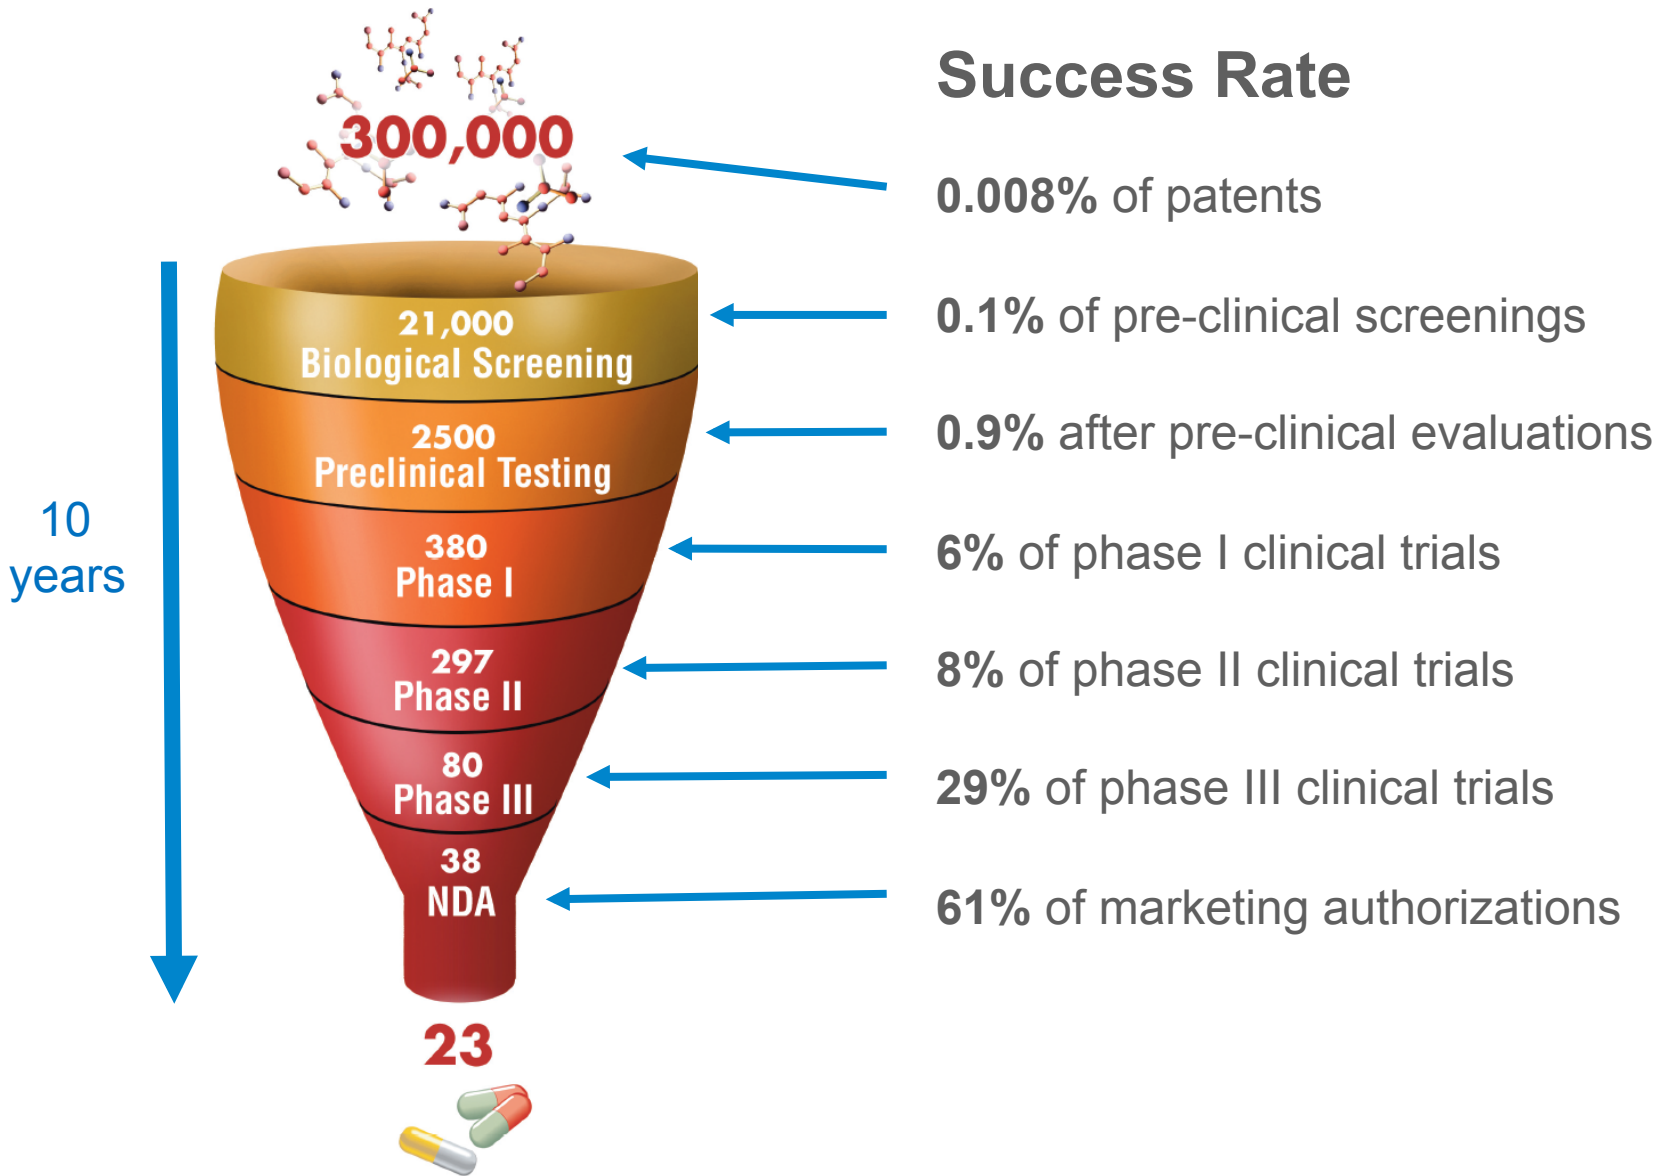 Success Rate
300,000
0.008% of patents
21,000
Biological Screening
0.1% of pre-clinical screenings
2500
Preclinical Testing
0.9% after pre-clinical evaluations
10
years
380
Phase I
6% of phase I clinical trials
297
Phase II
8% of phase II clinical trials
80
Phase III
29% of phase III clinical trials
38
NDA
61% of marketing authorizations
23